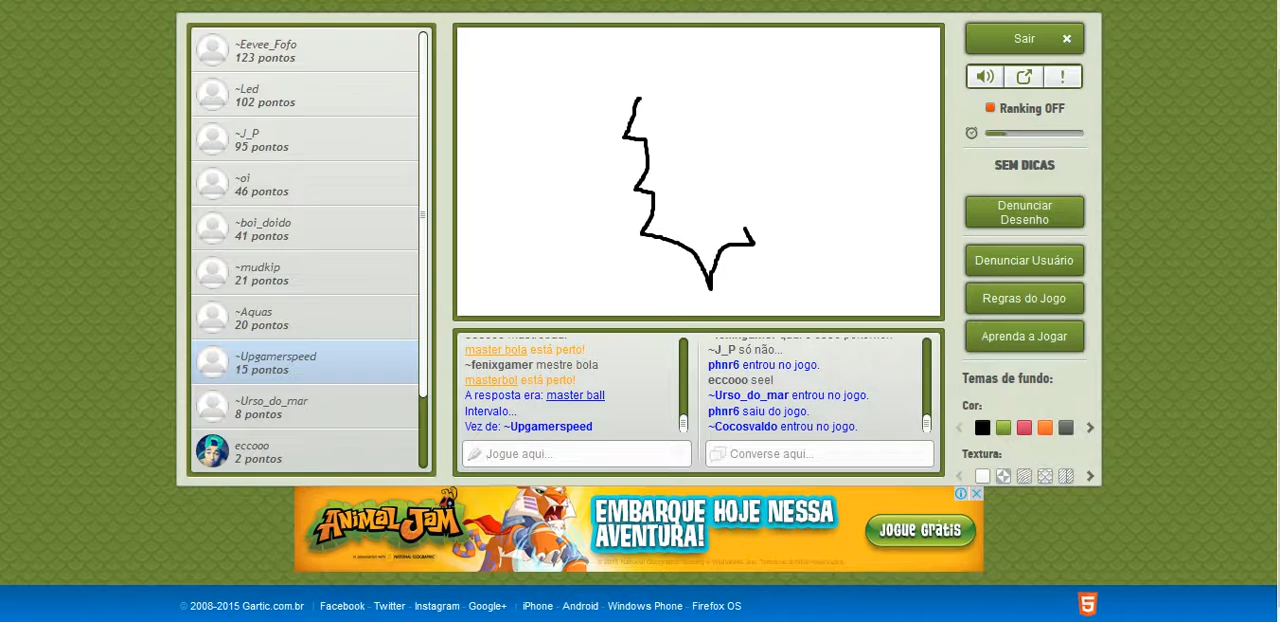 ~Eevee_Fofo
123 pontos
~Led
102 pontos
~J_P
95 pontos
~oi
46 pontos
~boi_doido
41 pontos
~mudkip
21 pontos
~Aquas
20 pontos
~Upgamerspeed
15 pontos
~Urso_do_mar
8 pontos
eccooo
2 pontos
master bola está perto!
~fenixgamer mestre bola
masterbol está perto!
A resposta era: master ball
Intervalo...
Vez de: ~Upgamerspeed
Jogue aqui...
~J_P só não...
phnr6 entrou no jogo.
eccooo seel
~Urso_do_mar entrou no jogo.
phnr6 saiu do jogo.
~Cocosvaldo entrou no jogo.
Converse aqui...
Sair
Ranking OFF
SEM DICAS
Denunciar
Desenho
Denunciar Usuário
Regras do Jogo
Aprenda a Jogar
Temas de fundo:
Cor:
Textura:
ANIMAL JAM
EMBARQUE HOJE NESSA
AVENTURA!
JOGUE GRÁTIS
© 2008-2015 Gartic.com.br | Facebook - Twitter - Instagram - Google+ | iPhone - Android - Windows Phone - Firefox OS
5